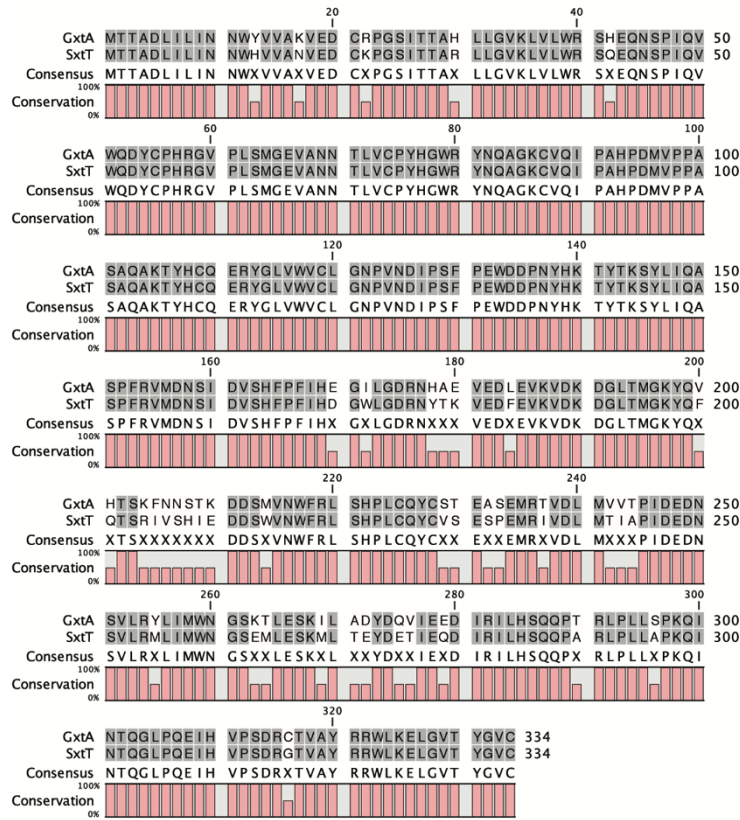 20 40
GxtA MTTADLILIN NWYVVAKVED CRPGSITTAH LLGVKLVLWR SHEQNSPIQV 50
SxtT MTTADLILIN NWHVVAKVED CKPGSITTAR LLGVKLVLWR SQEQNSPIQV 50
Consensus MTTADLILIN NWXVVAXVED CXPGSITTAX LLGVKLVLWR SXEQNSPIQV
100%
Conservation
0%
60 80 100
GxtA WQDYCPHRGV PLSMGEVANN TLVCPYHGWR YNQAGKCVQI PAHPDMVPPA 100
SxtT WQDYCPHRGV PLSMGEVANN TLVCPYHGWR YNQAGKCVQI PAHPDMVPPA 100
Consensus WQDYCPHRGV PLSMGEVANN TLVCPYHGWR YNQAGKCVQI PAHPDMVPPA
100%
Conservation
0%
120 140
GxtA SAQAKTYHCQ ERYGLVWVCL GNPVNDIPSF PEWDDPNYHK TYTKSYLIQA 150
SxtT SAQAKTYHCQ ERYGLVWVCL GNPVNDIPSF PEWDDPNYHK TYTKSYLIQA 150
Consensus SAQAKTYHCQ ERYGLVWVCL GNPVNDIPSF PEWDDPNYHK TYTKSYLIQA
100%
Conservation
0%
160 180 200
GxtA SPFRVMDNSI DVSHFPFIHE GILGDRNHAE VEDLEVKVDK DGLTMGKYQV 200
SxtT SPFRVMDNSI DVSHFPFIHD GWLGDRNYTK VEDFEVKVDK DGLTMGKYQF 200
Consensus SPFRVMDNSI DVSHFPFIHX GXLGDRNXXX VEDXEVKVDK DGLTMGKYQX
100%
Conservation
0%
220 240
GxtA HTSKFNNSTK DDSMVNWFRL SHPLCQYCST EASEMRTVDL MVVTPIDEDN 250
SxtT QTSRIVSHIE DDSWVNWFRL SHPLCQYCVS ESPEMRIVDL MTIAPIDEDN 250
Consensus XTSXXXXXXX DDSXVNWFRL SHPLCQYCXX EXXEMRXVDL MXXXPIDEDN
100%
Conservation
0%
260 280 300
GxtA SVLRYLIMWN GSKTLESKIL ADYDQVIEED IRILHSQQPT RLPLLSPKQI 300
SxtT SVLRMLIMWN GSEMLESKML TEYDETIEQD IRILHSQQPA RLPLLAPKQI 300
Consensus SVLRXLIMWN GSXXLESKXL XXYDXXIEXD IRILHSQQPX RLPLLXPKQI
100%
Conservation
0%
320
GxtA NTQGLPQEIH VPSDRCTVAY RRWLKELGVT YGVC 334
SxtT NTQGLPQEIH VPSDRGTVAY RRWLKELGVT YGVC 334
Consensus NTQGLPQEIH VPSDRXTVAY RRWLKELGVT YGVC
100%
Conservation
0%